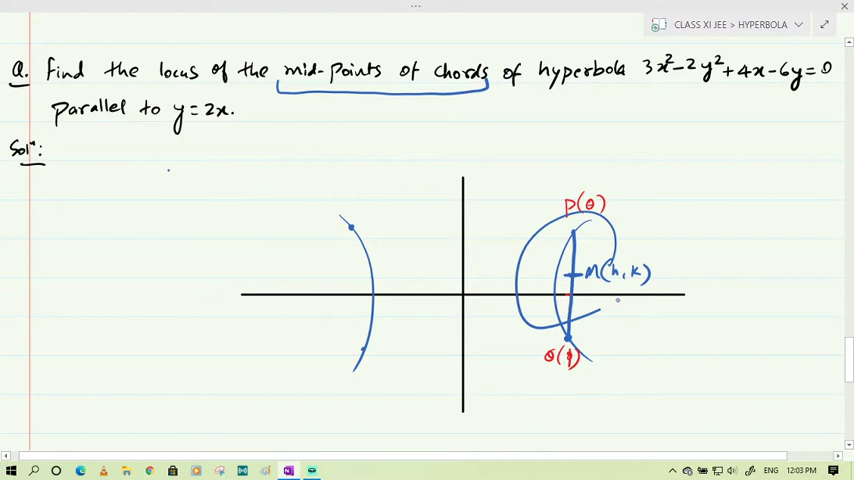 CLASS XI JEE > HYPERBOLA
Q. Find the locus of the mid-points of chords of hyperbola 3x²-2y²+4x-6y=0
parallel to y=2x.
Solⁿ:
P(θ)
M(h,k)
Q(ϕ)
ENG 12:03 PM